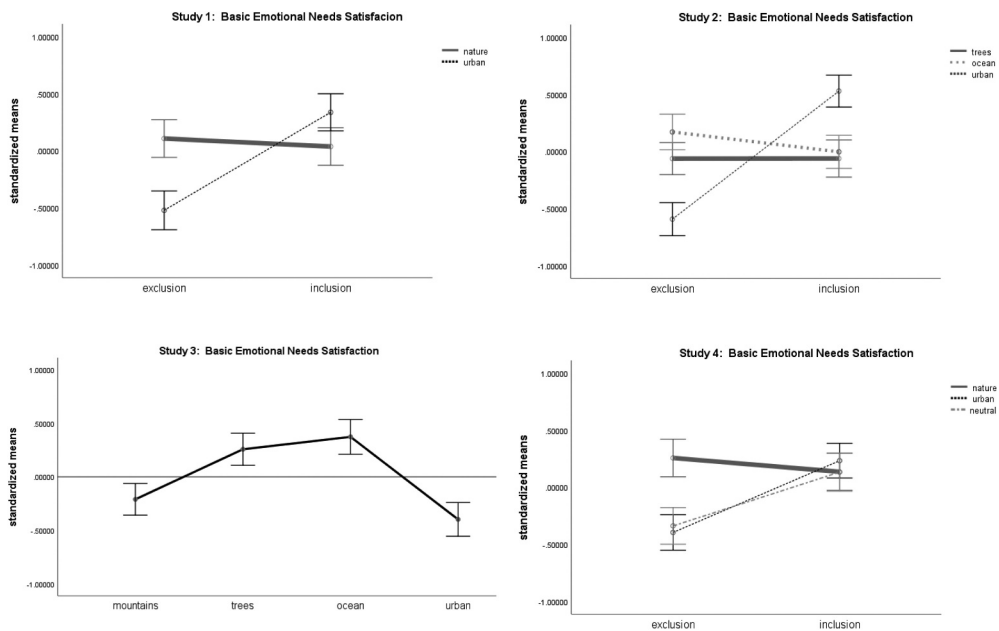 Study 1: Basic Emotional Needs Satisfacion
1.00000
.50000
.00000
-.50000
-1.00000
standardized means
exclusion
inclusion
nature
urban
Study 2: Basic Emotional Needs Satisfaction
1.00000
.50000
.00000
-.50000
-1.00000
standardized means
exclusion
inclusion
trees
ocean
urban
Study 3: Basic Emotional Needs Satisfaction
1.00000
.50000
.00000
-.50000
-1.00000
standardized means
mountains
trees
ocean
urban
Study 4: Basic Emotional Needs Satisfaction
1.00000
.50000
.00000
-.50000
-1.00000
standardized means
exclusion
inclusion
nature
urban
neutral